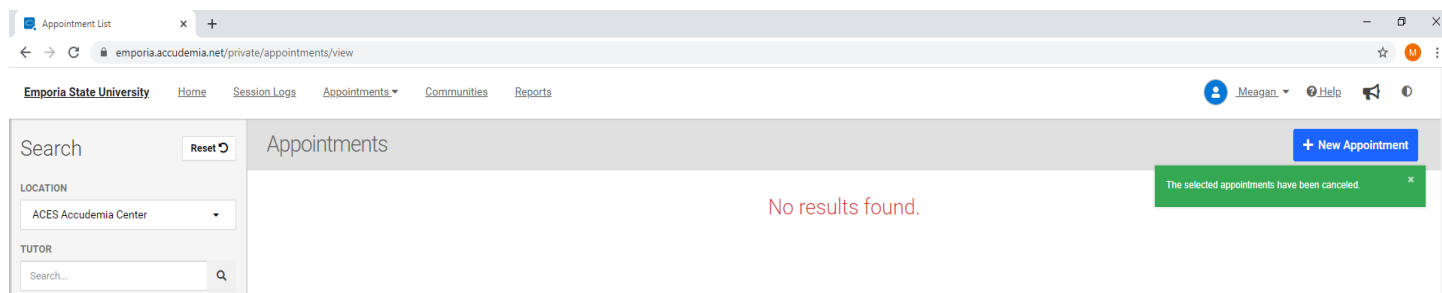 Appointment List
emporia.accudemia.net/private/appointments/view
M
Emporia State University Home Session Logs Appointments Communities Reports Meagan Help
Search Reset Appointments + New Appointment
The selected appointments have been canceled. ×
LOCATION
ACES Accudemia Center
No results found.
TUTOR
Search...